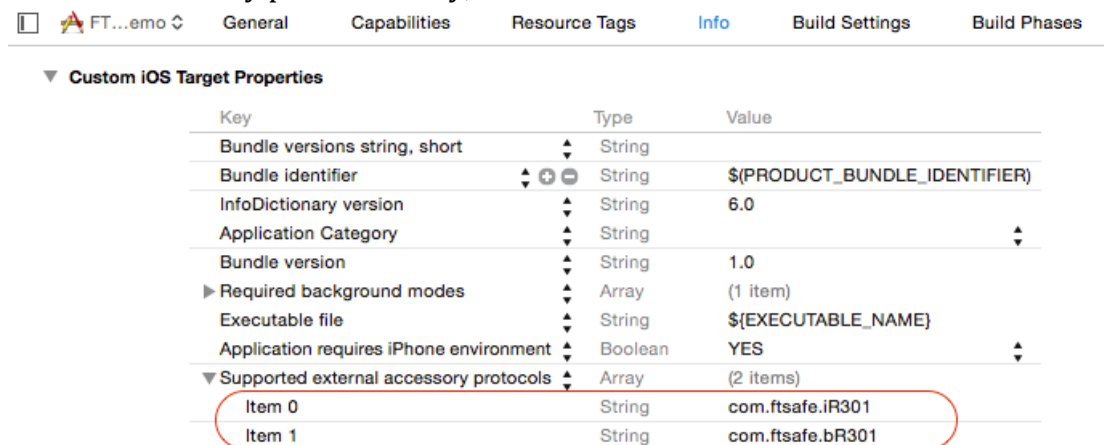 FT...emo General Capabilities Resource Tags Info Build Settings Build Phases
Custom iOS Target Properties
Key Type Value
Bundle versions string, short String
Bundle identifier String $(PRODUCT_BUNDLE_IDENTIFIER)
InfoDictionary version String 6.0
Application Category String
Bundle version String 1.0
Required background modes Array (1 item)
Executable file String ${EXECUTABLE_NAME}
Application requires iPhone environment Boolean YES
Supported external accessory protocols Array (2 items)
Item 0 String com.ftsafe.iR301
Item 1 String com.ftsafe.bR301